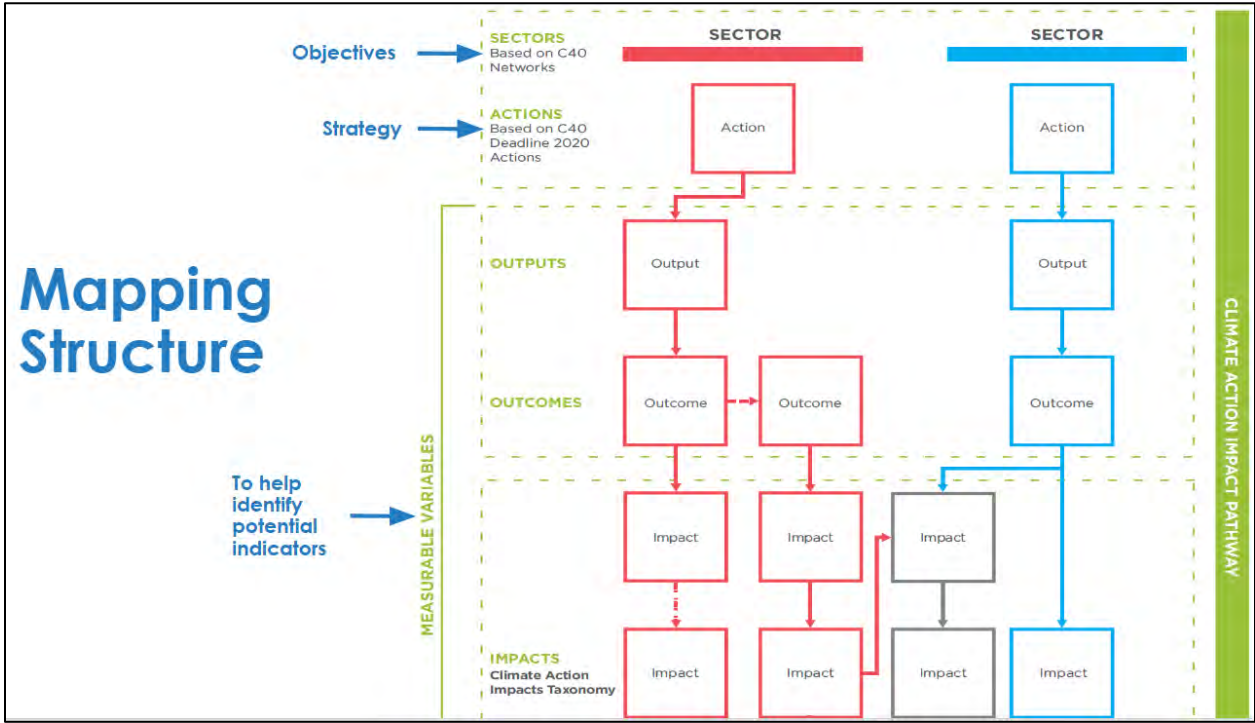 Mapping
Structure
Objectives
Strategy
To help
identify
potential
indicators
MEASURABLE VARIABLES
SECTORS
Based on C40
Networks
SECTOR
SECTOR
ACTIONS
Based on C40
Deadline 2020
Actions
Action
Action
OUTPUTS
Output
Output
OUTCOMES
Outcome
Outcome
Outcome
Impact
Impact
Impact
IMPACTS
Climate Action
Impacts Taxonomy
Impact
Impact
Impact
Impact
CLIMATE ACTION IMPACT PATHWAY